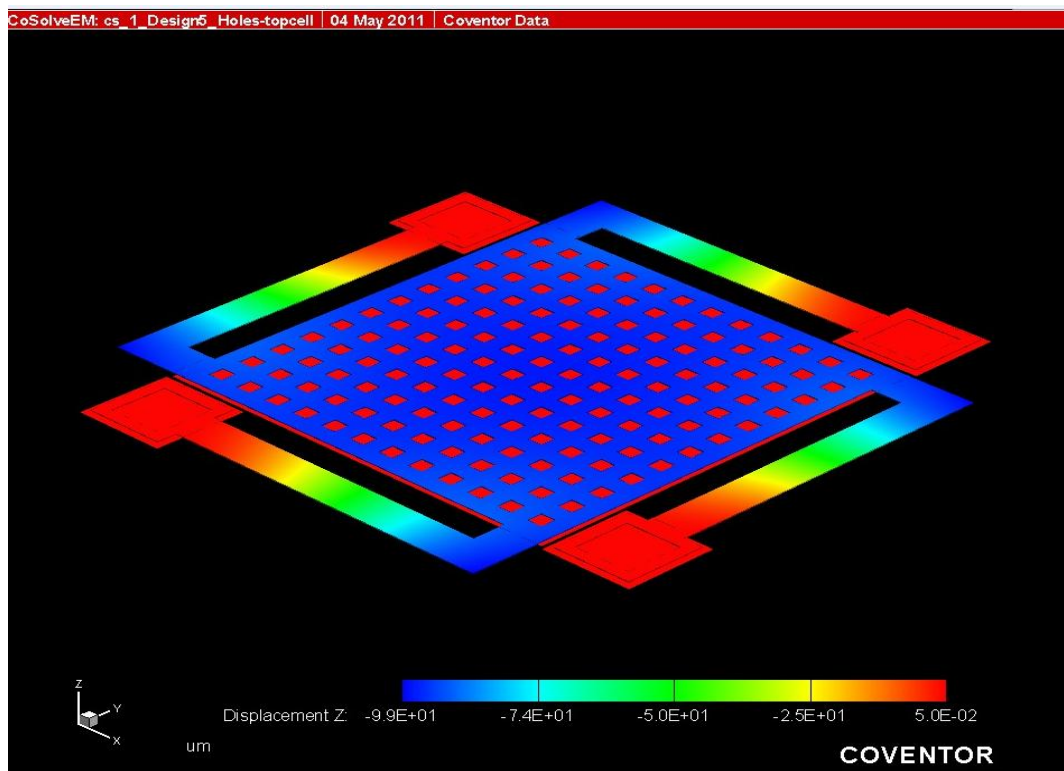 CoSolveEM: cs_1_Design5_Holes-topcell | 04 May 2011 | Coventor Data
Z
Y
X
Displacement Z: -9.9E+01 -7.4E+01 -5.0E+01 -2.5E+01 5.0E-02
um
COVENTOR